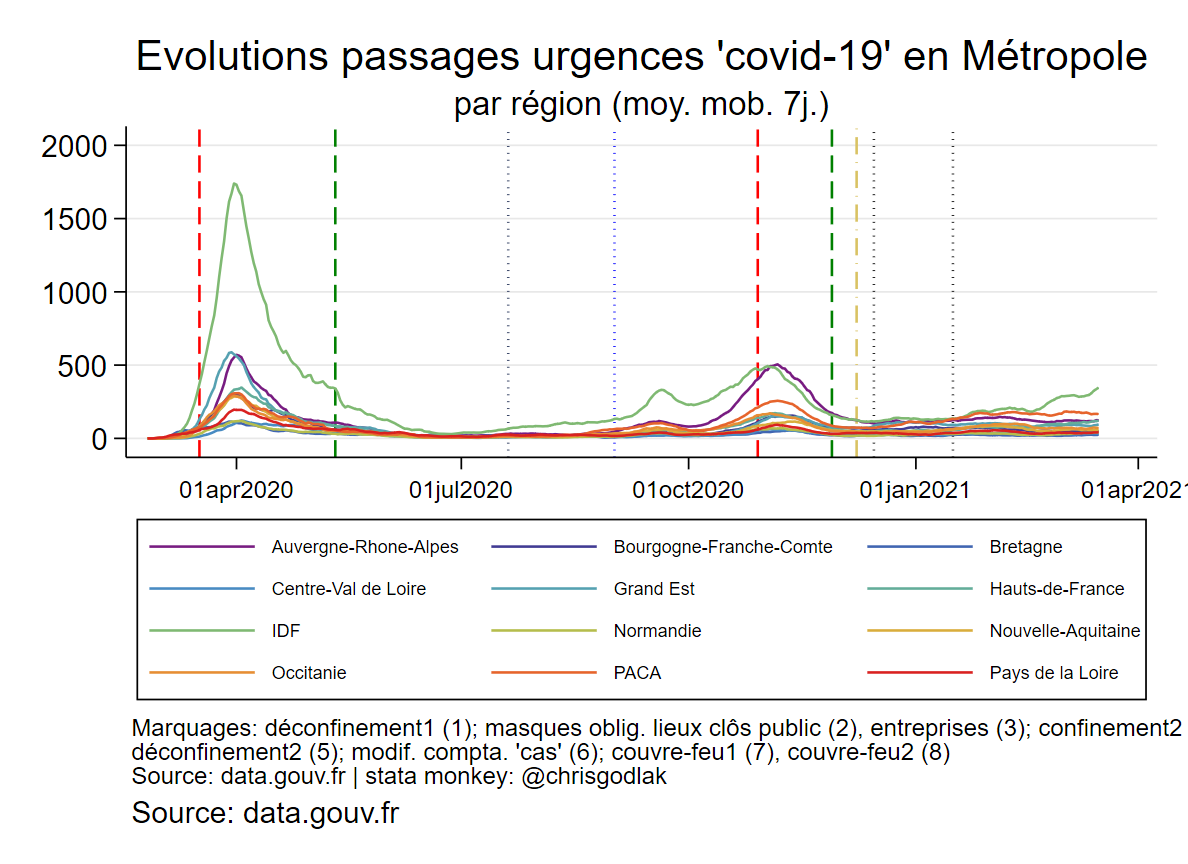 Evolutions passages urgences 'covid-19' en Métropole
par région (moy. mob. 7j.)
2000
1500
1000
500
0
01apr2020 01jul2020 01oct2020 01jan2021 01apr2021
Auvergne-Rhone-Alpes Bourgogne-Franche-Comte Bretagne
Centre-Val de Loire Grand Est Hauts-de-France
IDF Normandie Nouvelle-Aquitaine
Occitanie PACA Pays de la Loire
Marquages: déconfinement1 (1); masques oblig. lieux clôs public (2), entreprises (3); confinement2
déconfinement2 (5); modif. compta. 'cas' (6); couvre-feu1 (7), couvre-feu2 (8)
Source: data.gouv.fr | stata monkey: @chrisgodlak
Source: data.gouv.fr